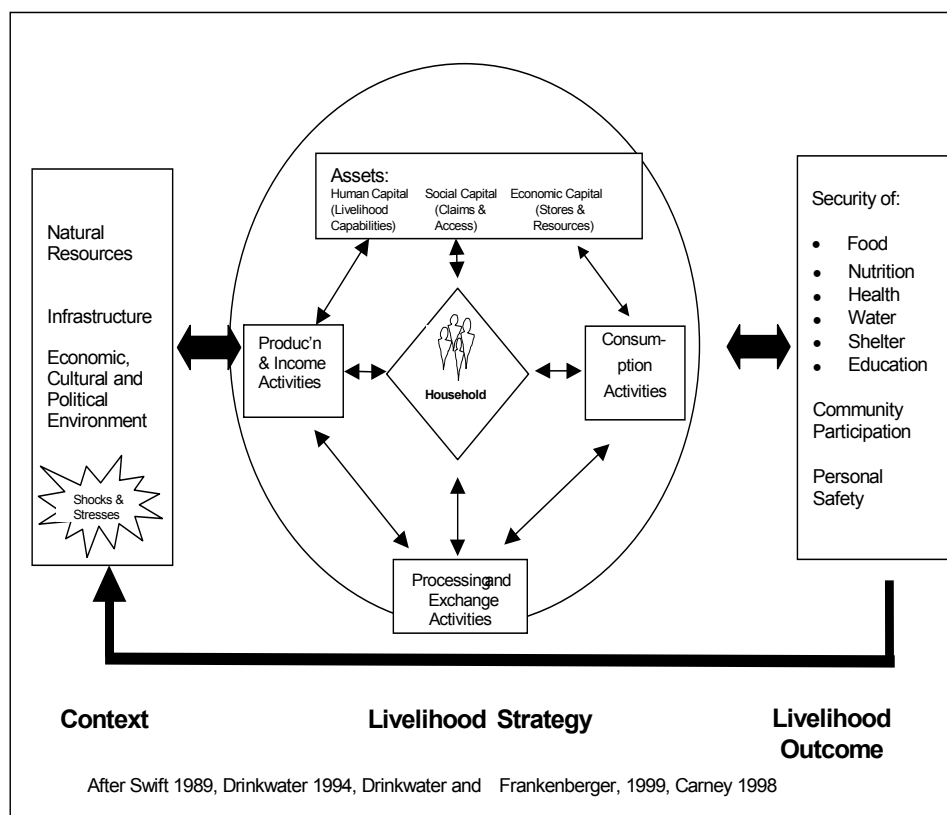 Assets:
Human Capital
(Livelihood
Capabilities)
Social Capital
(Claims &
Access)
Economic Capital
(Stores &
Resources)
Natural
Resources
Infrastructure
Economic,
Cultural and
Political
Environment
Shocks &
Stresses
Produc'n
& Income
Activities
Household
Consum-
ption
Activities
Processing and
Exchange
Activities
Security of:
• Food
• Nutrition
• Health
• Water
• Shelter
• Education
Community
Participation
Personal
Safety
Context
Livelihood Strategy
Livelihood
Outcome
After Swift 1989, Drinkwater 1994, Drinkwater and Frankenberger, 1999, Carney 1998